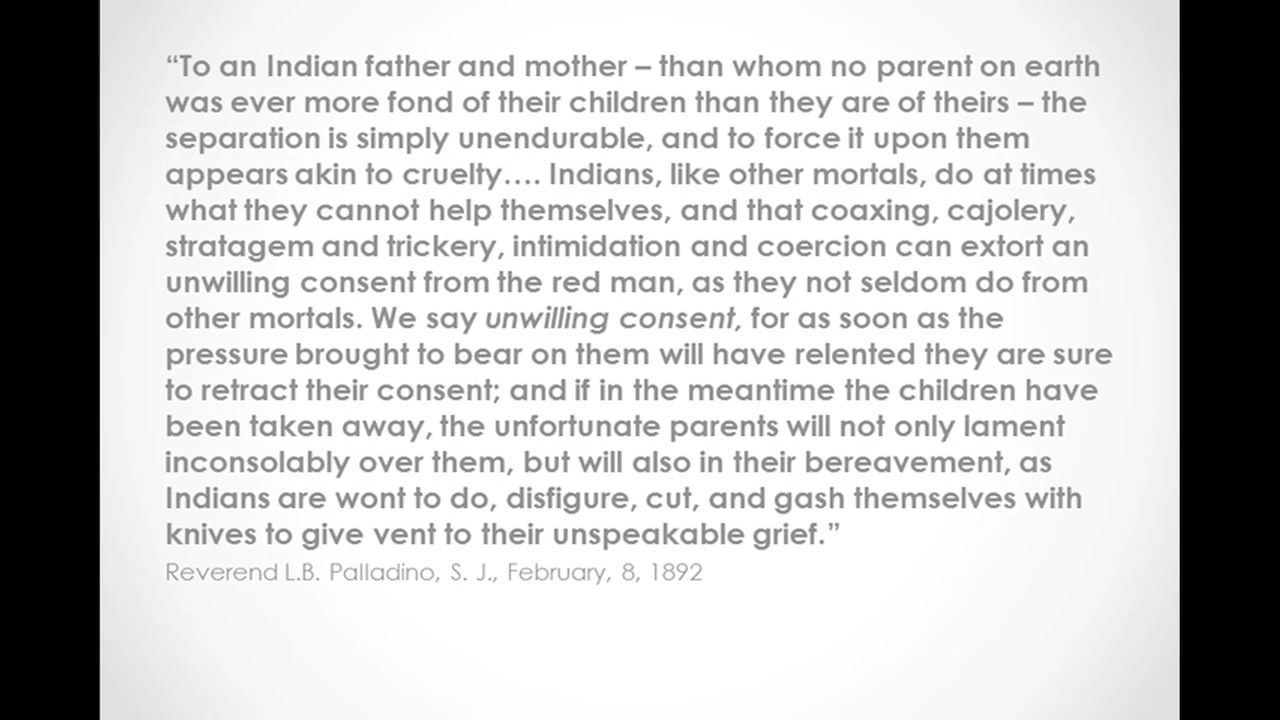 “To an Indian father and mother – than whom no parent on earth
was ever more fond of their children than they are of theirs – the
separation is simply unendurable, and to force it upon them
appears akin to cruelty…. Indians, like other mortals, do at times
what they cannot help themselves, and that coaxing, cajolery,
stratagem and trickery, intimidation and coercion can extort an
unwilling consent from the red man, as they not seldom do from
other mortals. We say unwilling consent, for as soon as the
pressure brought to bear on them will have relented they are sure
to retract their consent; and if in the meantime the children have
been taken away, the unfortunate parents will not only lament
inconsolably over them, but will also in their bereavement, as
Indians are wont to do, disfigure, cut, and gash themselves with
knives to give vent to their unspeakable grief.”
Reverend L.B. Palladino, S. J., February, 8, 1892